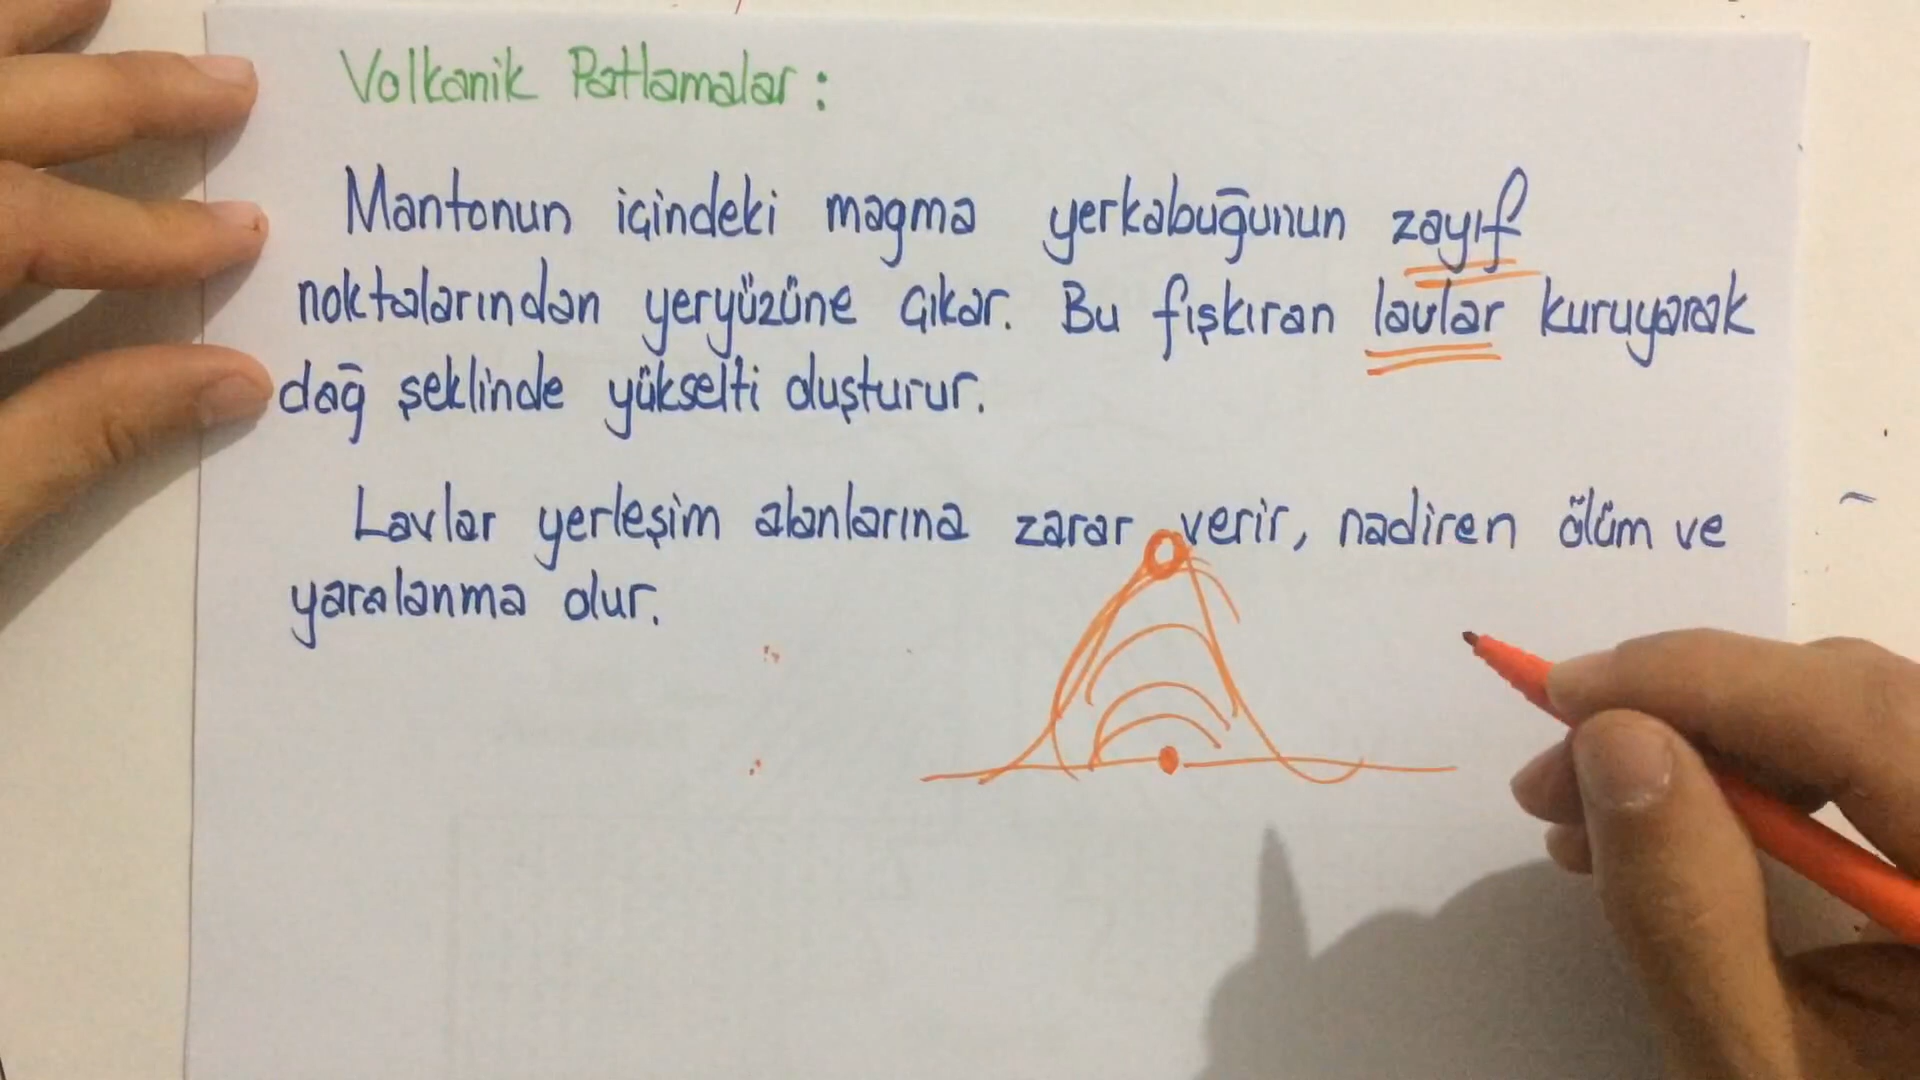 Volkanik Patlamalar:
Mantonun içindeki magma yerkabuğunun zayıf
noktalarından yeryüzüne çıkar. Bu fışkıran lavlar kuruyarak
dağ şeklinde yükselti oluşturur.
Lavlar yerleşim alanlarına zarar verir, nadiren ölüm ve
yaralanma olur.